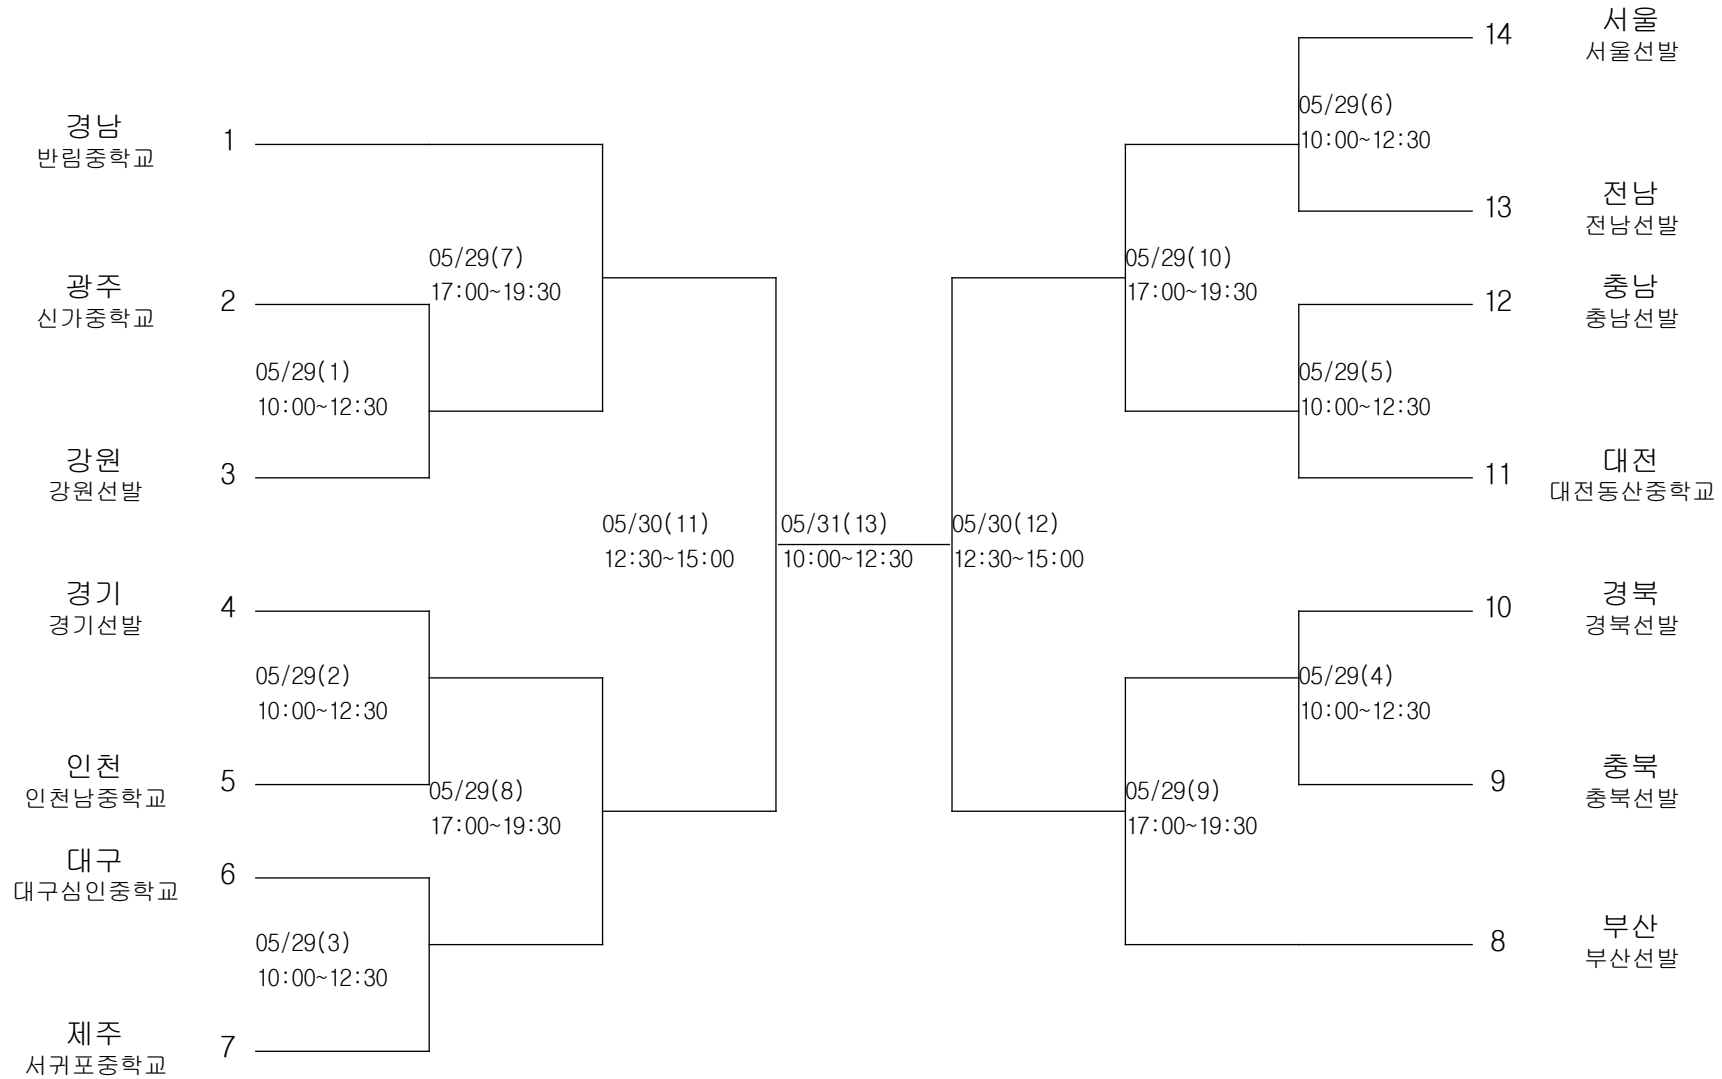 경남
반림중학교
1
광주
신가중학교
2
05/29(7)
17:00~19:30
05/29(1)
10:00~12:30
강원
강원선발
3
05/30(11)
12:30~15:00
경기
경기선발
4
05/29(2)
10:00~12:30
인천
인천남중학교
5
05/29(8)
17:00~19:30
대구
대구심인중학교
6
05/29(3)
10:00~12:30
제주
서귀포중학교
7
05/31(13)
10:00~12:30
14
서울
서울선발
05/29(6)
10:00~12:30
13
전남
전남선발
05/29(10)
17:00~19:30
12
충남
충남선발
05/29(5)
10:00~12:30
11
대전
대전동산중학교
05/30(12)
12:30~15:00
10
경북
경북선발
05/29(4)
10:00~12:30
9
충북
충북선발
05/29(9)
17:00~19:30
8
부산
부산선발